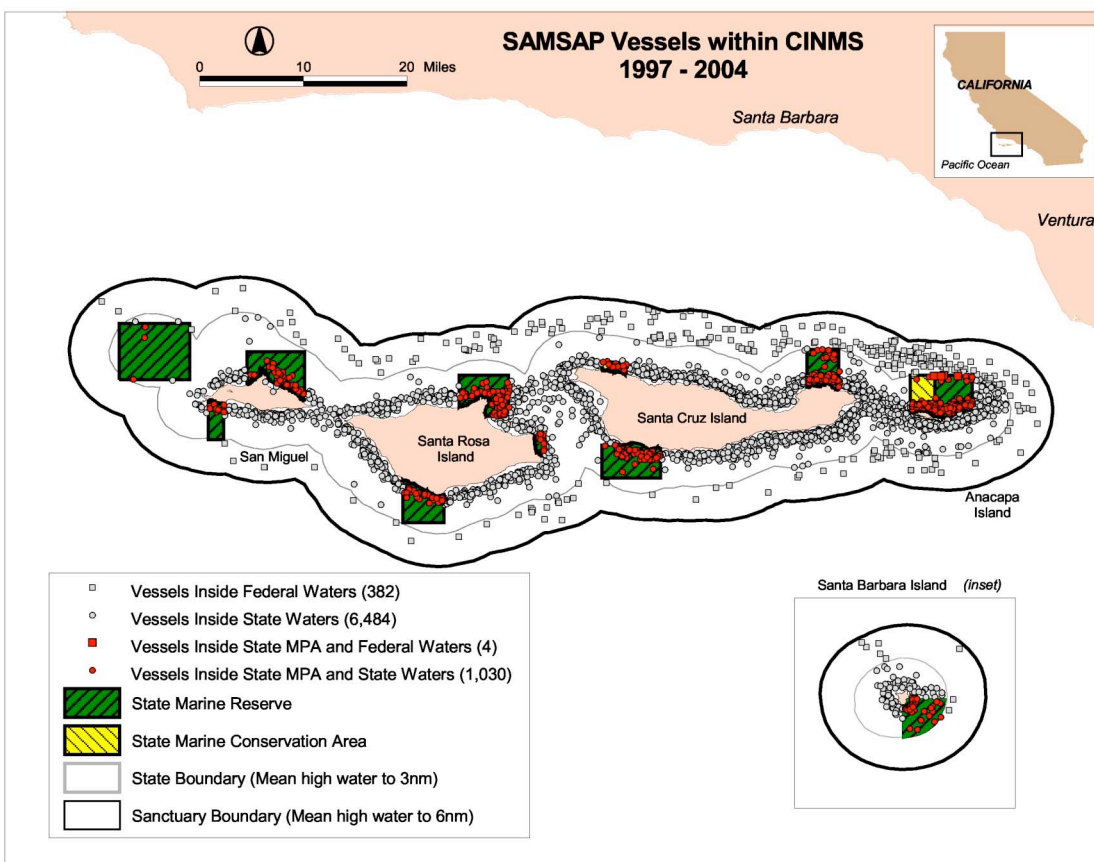 SAMSAP Vessels within CINMS
1997 - 2004
0 10 20 Miles
CALIFORNIA
Pacific Ocean
Santa Barbara
Ventura
San Miguel
Santa Rosa
Island
Santa Cruz Island
Anacapa
Island
Vessels Inside Federal Waters (382)
Vessels Inside State Waters (6,484)
Vessels Inside State MPA and Federal Waters (4)
Vessels Inside State MPA and State Waters (1,030)
State Marine Reserve
State Marine Conservation Area
State Boundary (Mean high water to 3nm)
Sanctuary Boundary (Mean high water to 6nm)
Santa Barbara Island (inset)